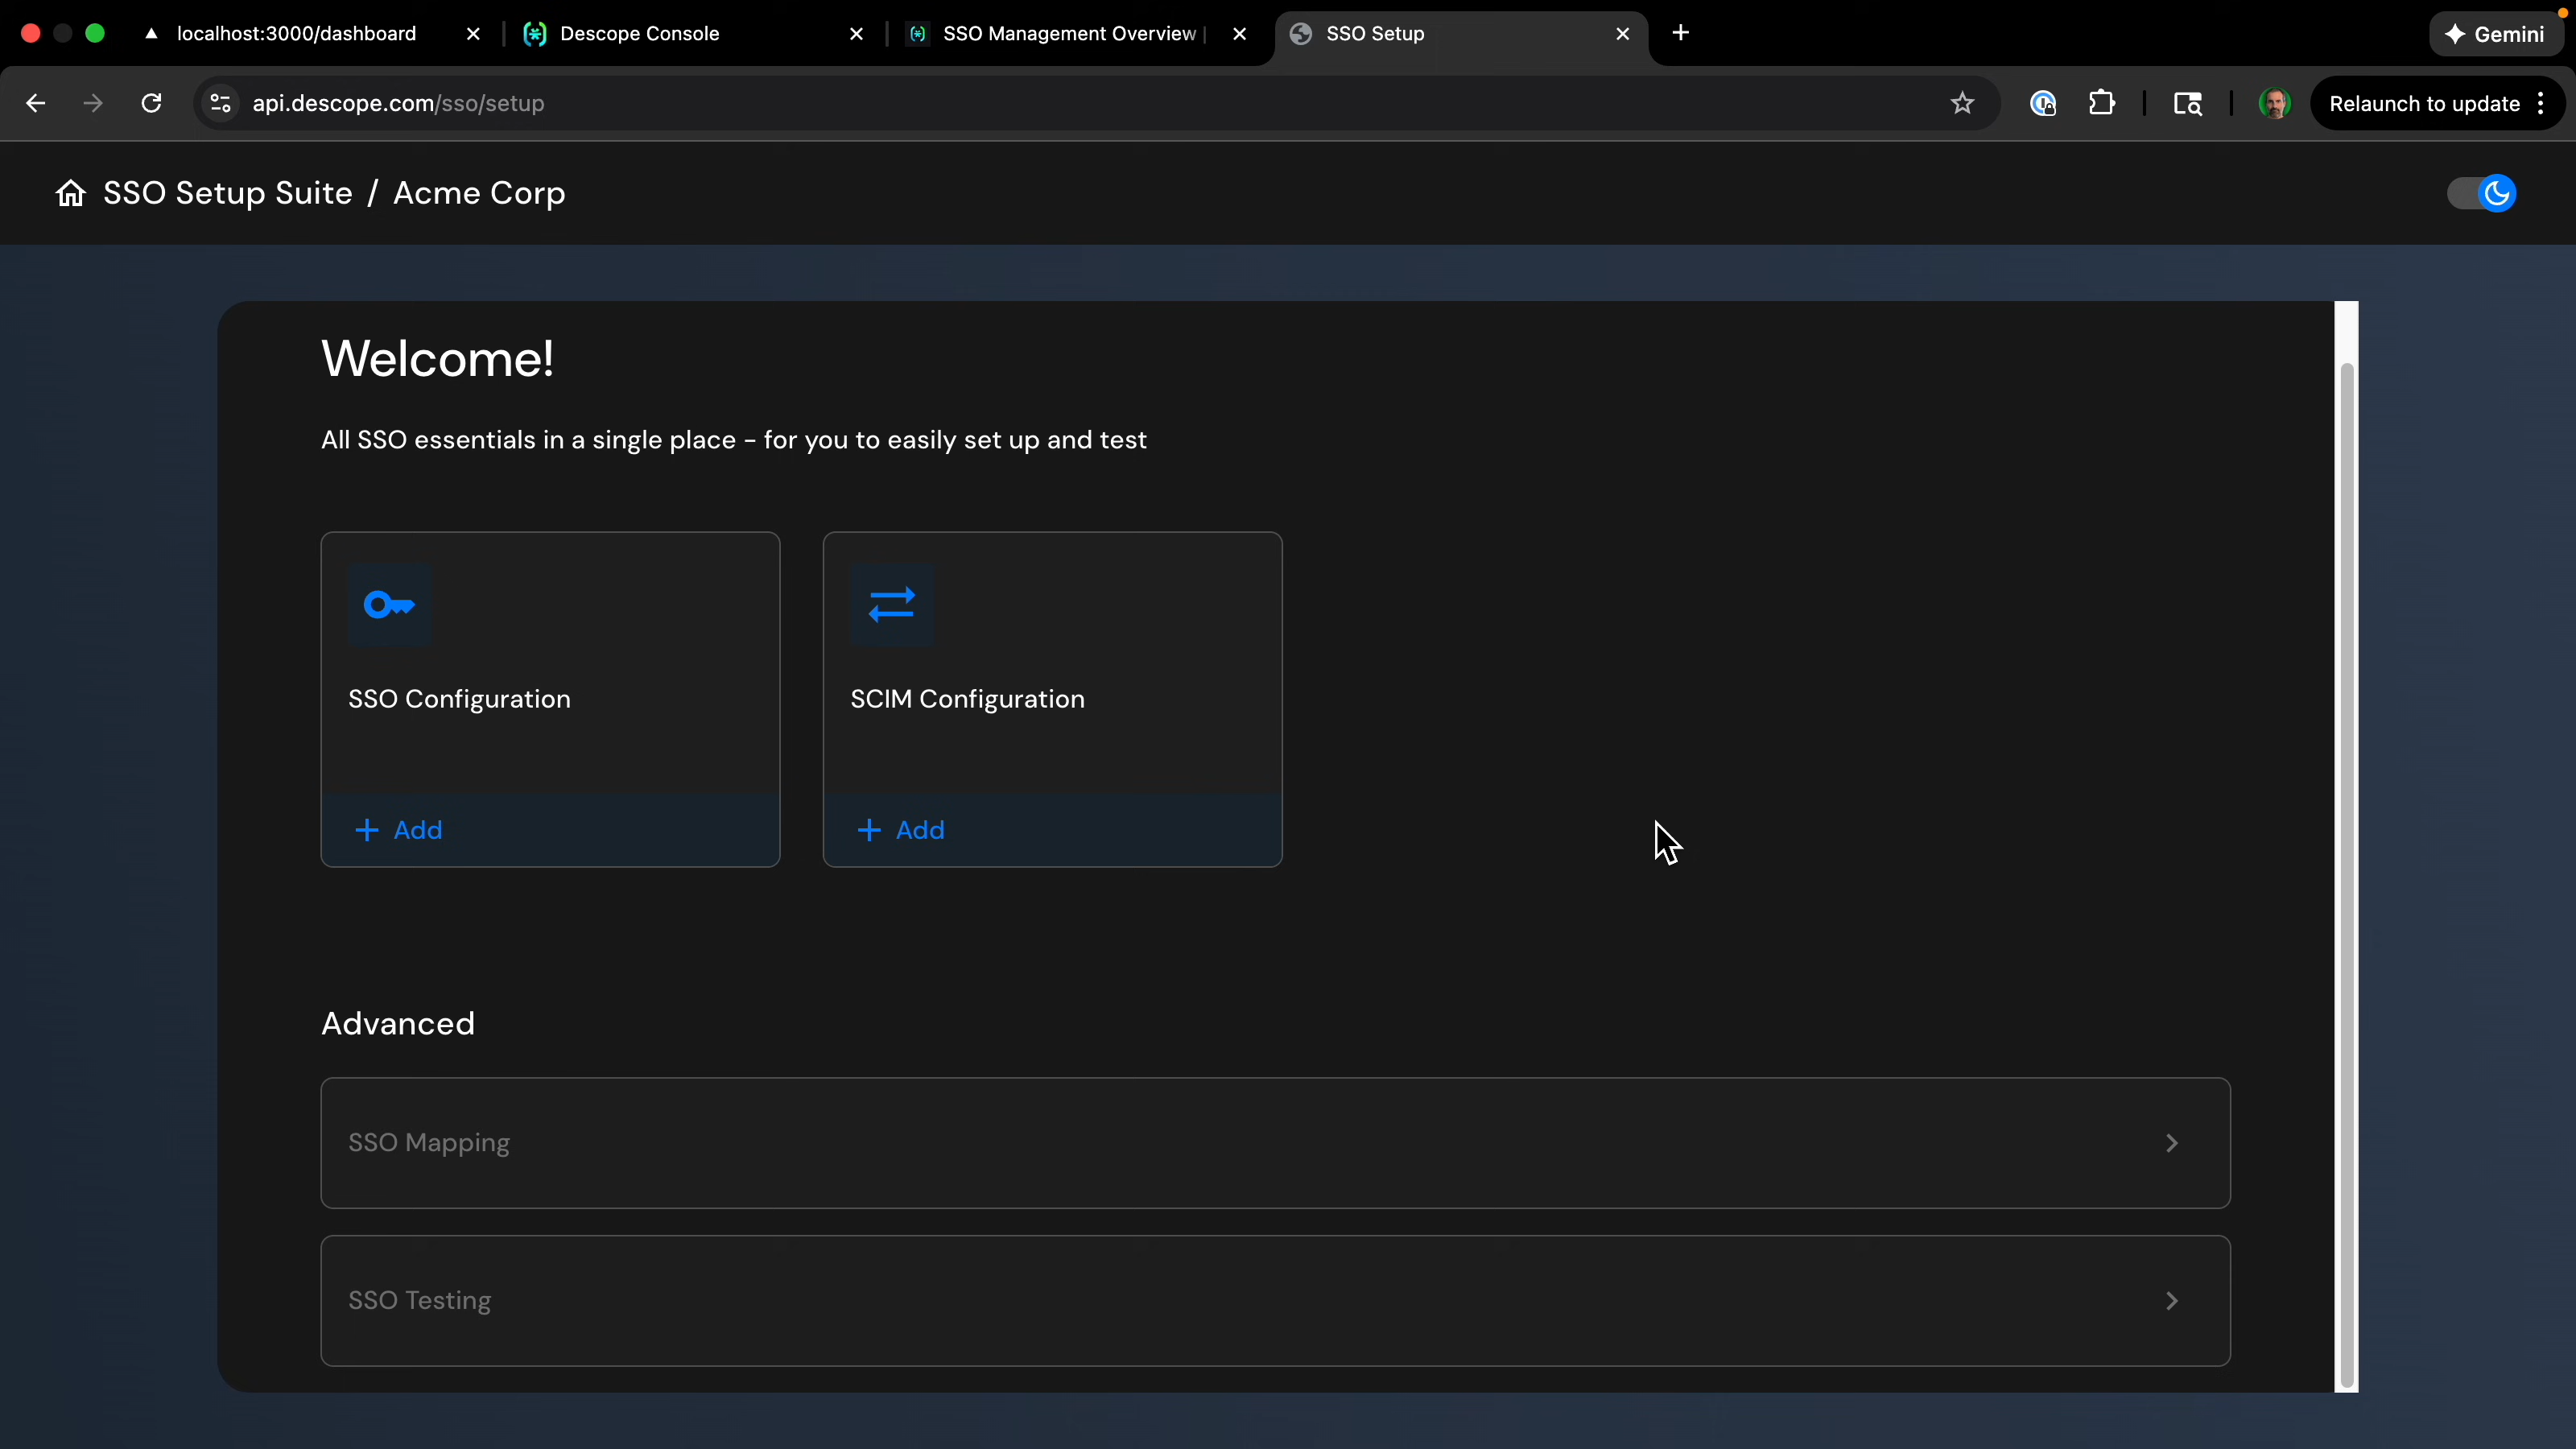 localhost:3000/dashboard
Descope Console
SSO Management Overview |
SSO Setup
Gemini
api.descope.com/sso/setup
Relaunch to update
SSO Setup Suite / Acme Corp
Welcome!
All SSO essentials in a single place - for you to easily set up and test
SSO Configuration
SCIM Configuration
+ Add
+ Add
Advanced
SSO Mapping
SSO Testing